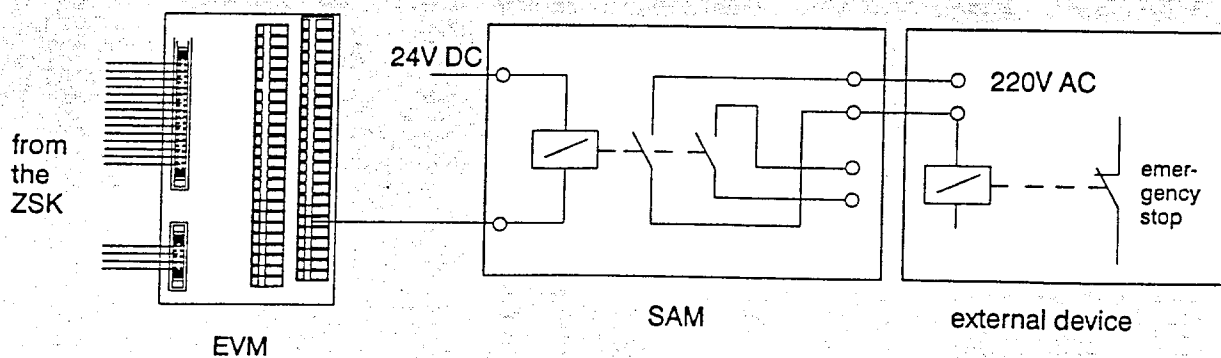 from
the
ZSK
EVM
24V DC
SAM
220V AC
emer-
gency
stop
external device